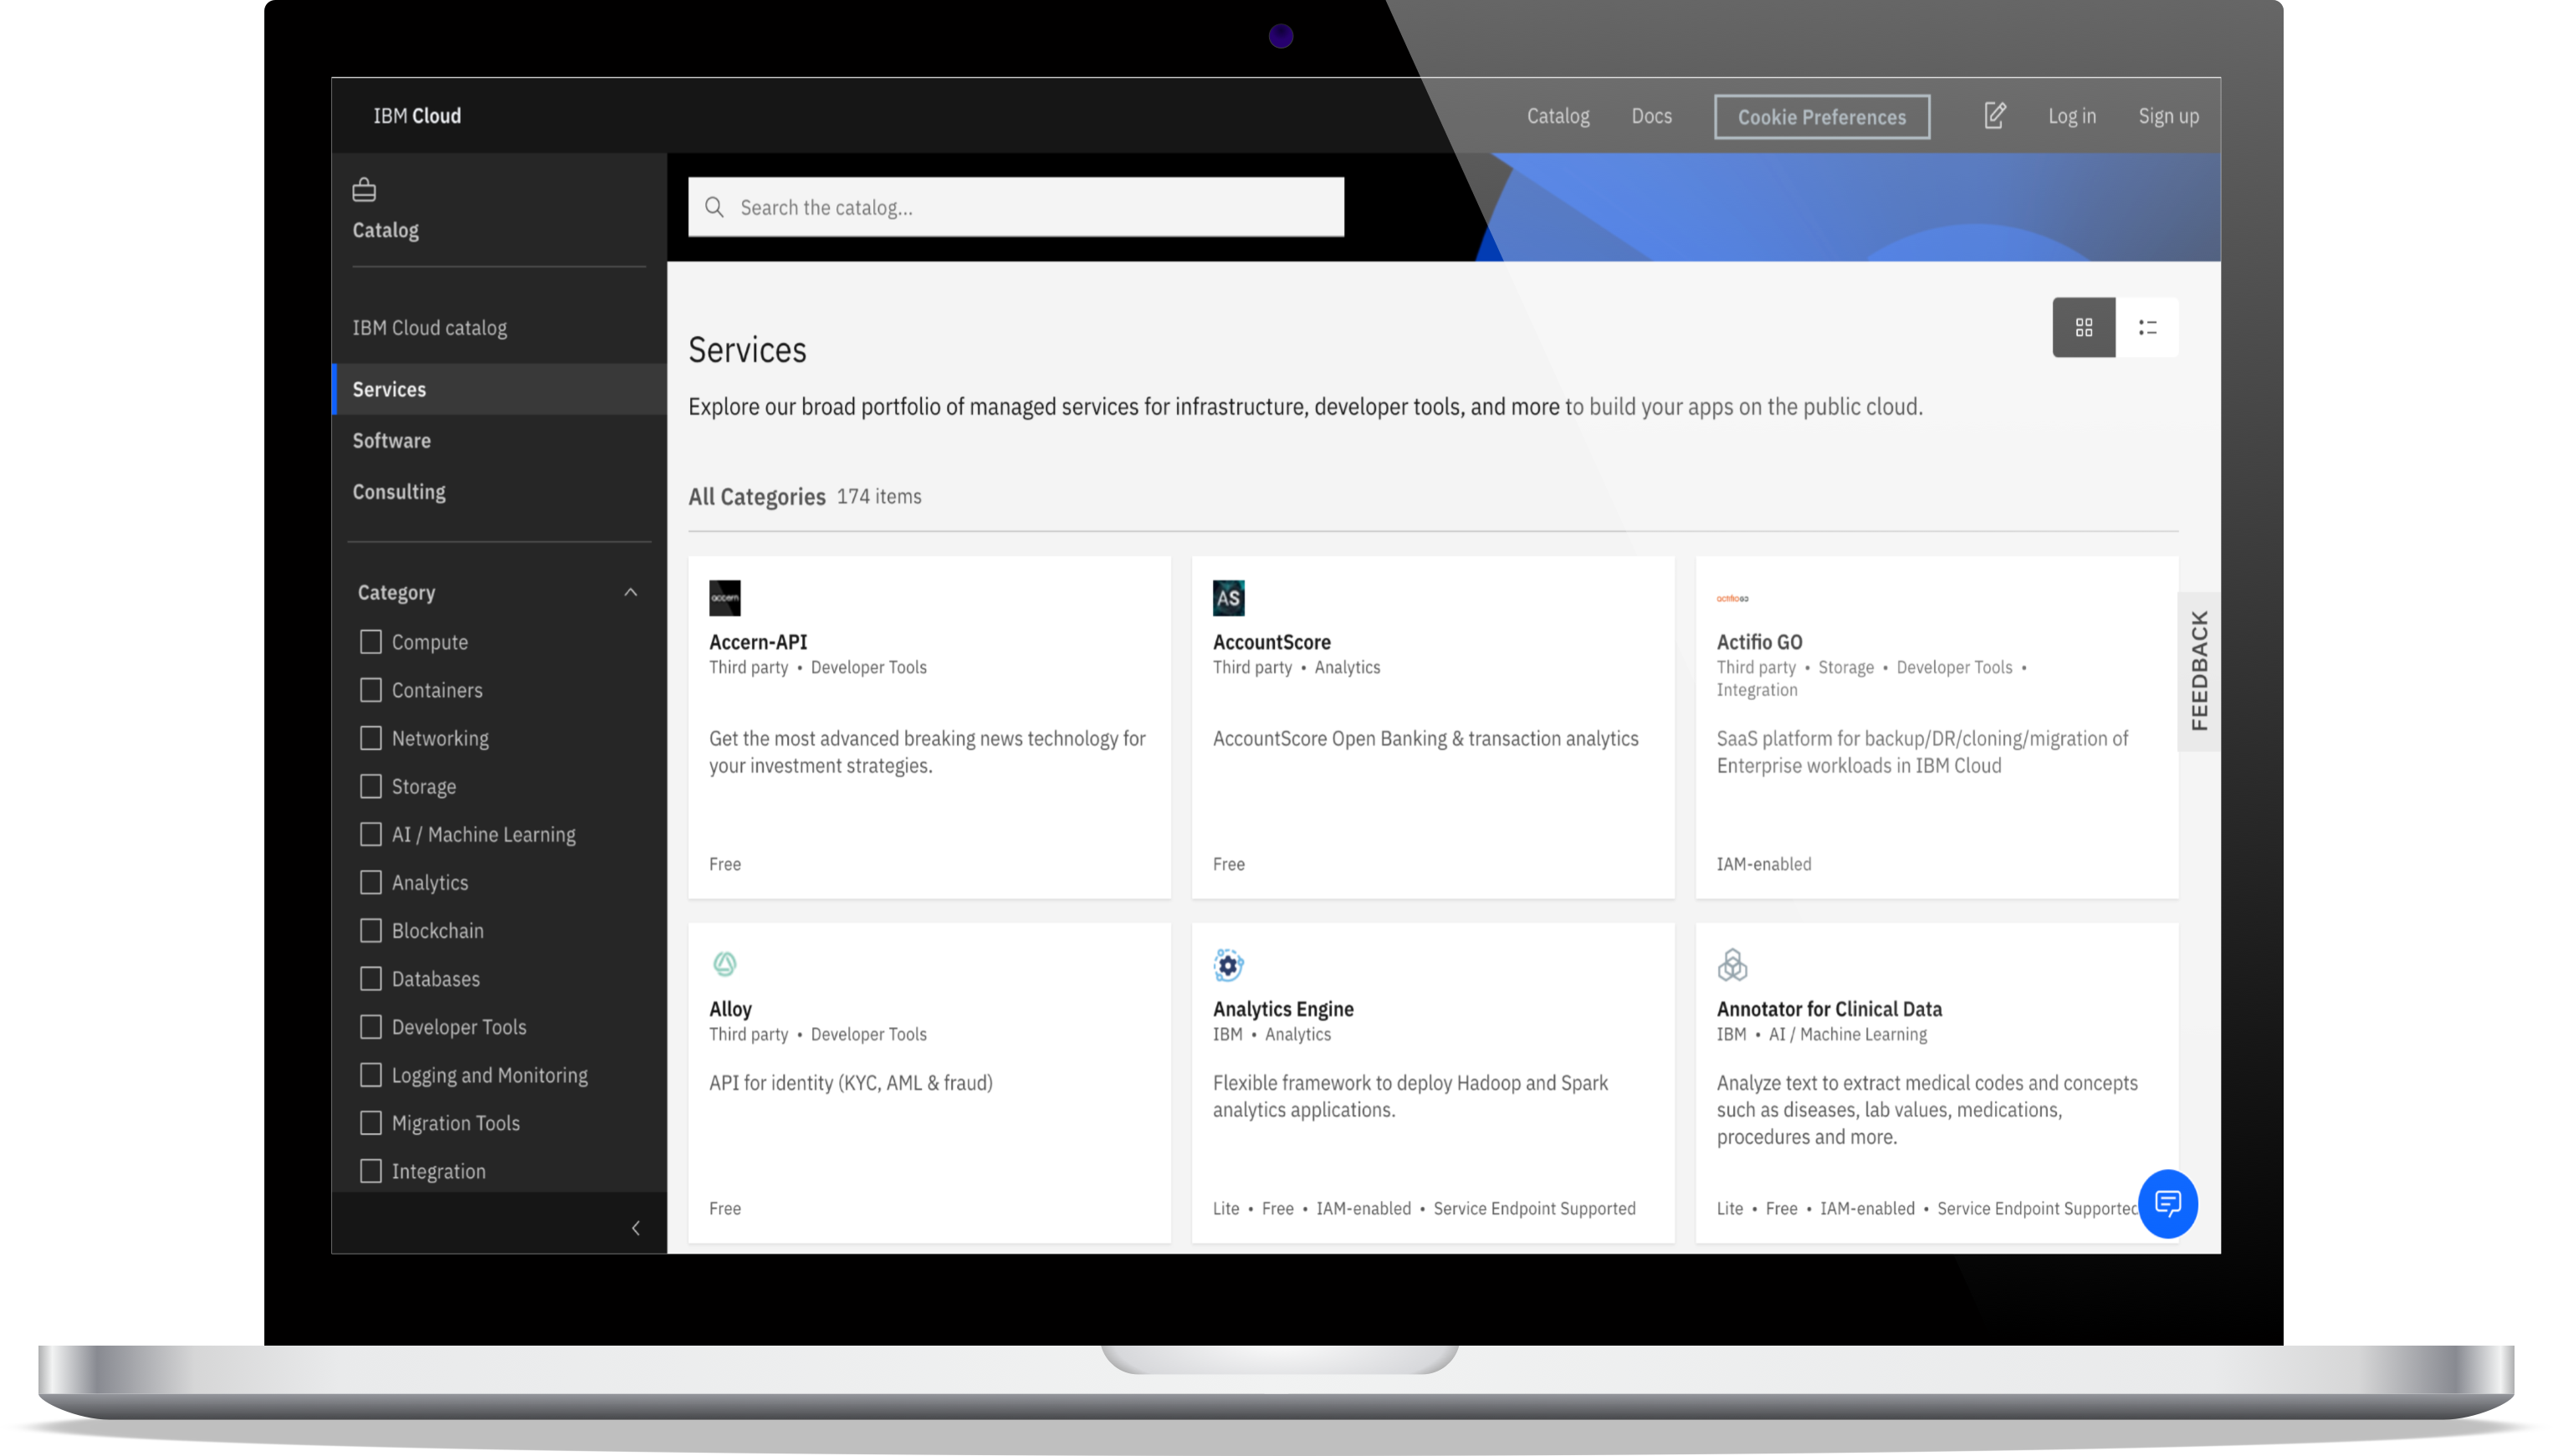 IBM Cloud
Catalog
Docs
Cookie Preferences
Log in
Sign up
Catalog
IBM Cloud catalog
Services
Software
Consulting
Category
Compute
Containers
Networking
Storage
AI / Machine Learning
Analytics
Blockchain
Databases
Developer Tools
Logging and Monitoring
Migration Tools
Integration
Search the catalog...
Services
Explore our broad portfolio of managed services for infrastructure, developer tools, and more to build your apps on the public cloud.
All Categories 174 items
accern
Accern-API
Third party • Developer Tools
Get the most advanced breaking news technology for
your investment strategies.
Free
AS
AccountScore
Third party • Analytics
AccountScore Open Banking & transaction analytics
Free
actifio GO
Actifio GO
Third party • Storage • Developer Tools •
Integration
SaaS platform for backup/DR/cloning/migration of
Enterprise workloads in IBM Cloud
IAM-enabled
Alloy
Third party • Developer Tools
API for identity (KYC, AML & fraud)
Free
Analytics Engine
IBM • Analytics
Flexible framework to deploy Hadoop and Spark
analytics applications.
Lite • Free • IAM-enabled • Service Endpoint Supported
Annotator for Clinical Data
IBM • AI / Machine Learning
Analyze text to extract medical codes and concepts
such as diseases, lab values, medications,
procedures and more.
Lite • Free • IAM-enabled • Service Endpoint Supported
FEEDBACK